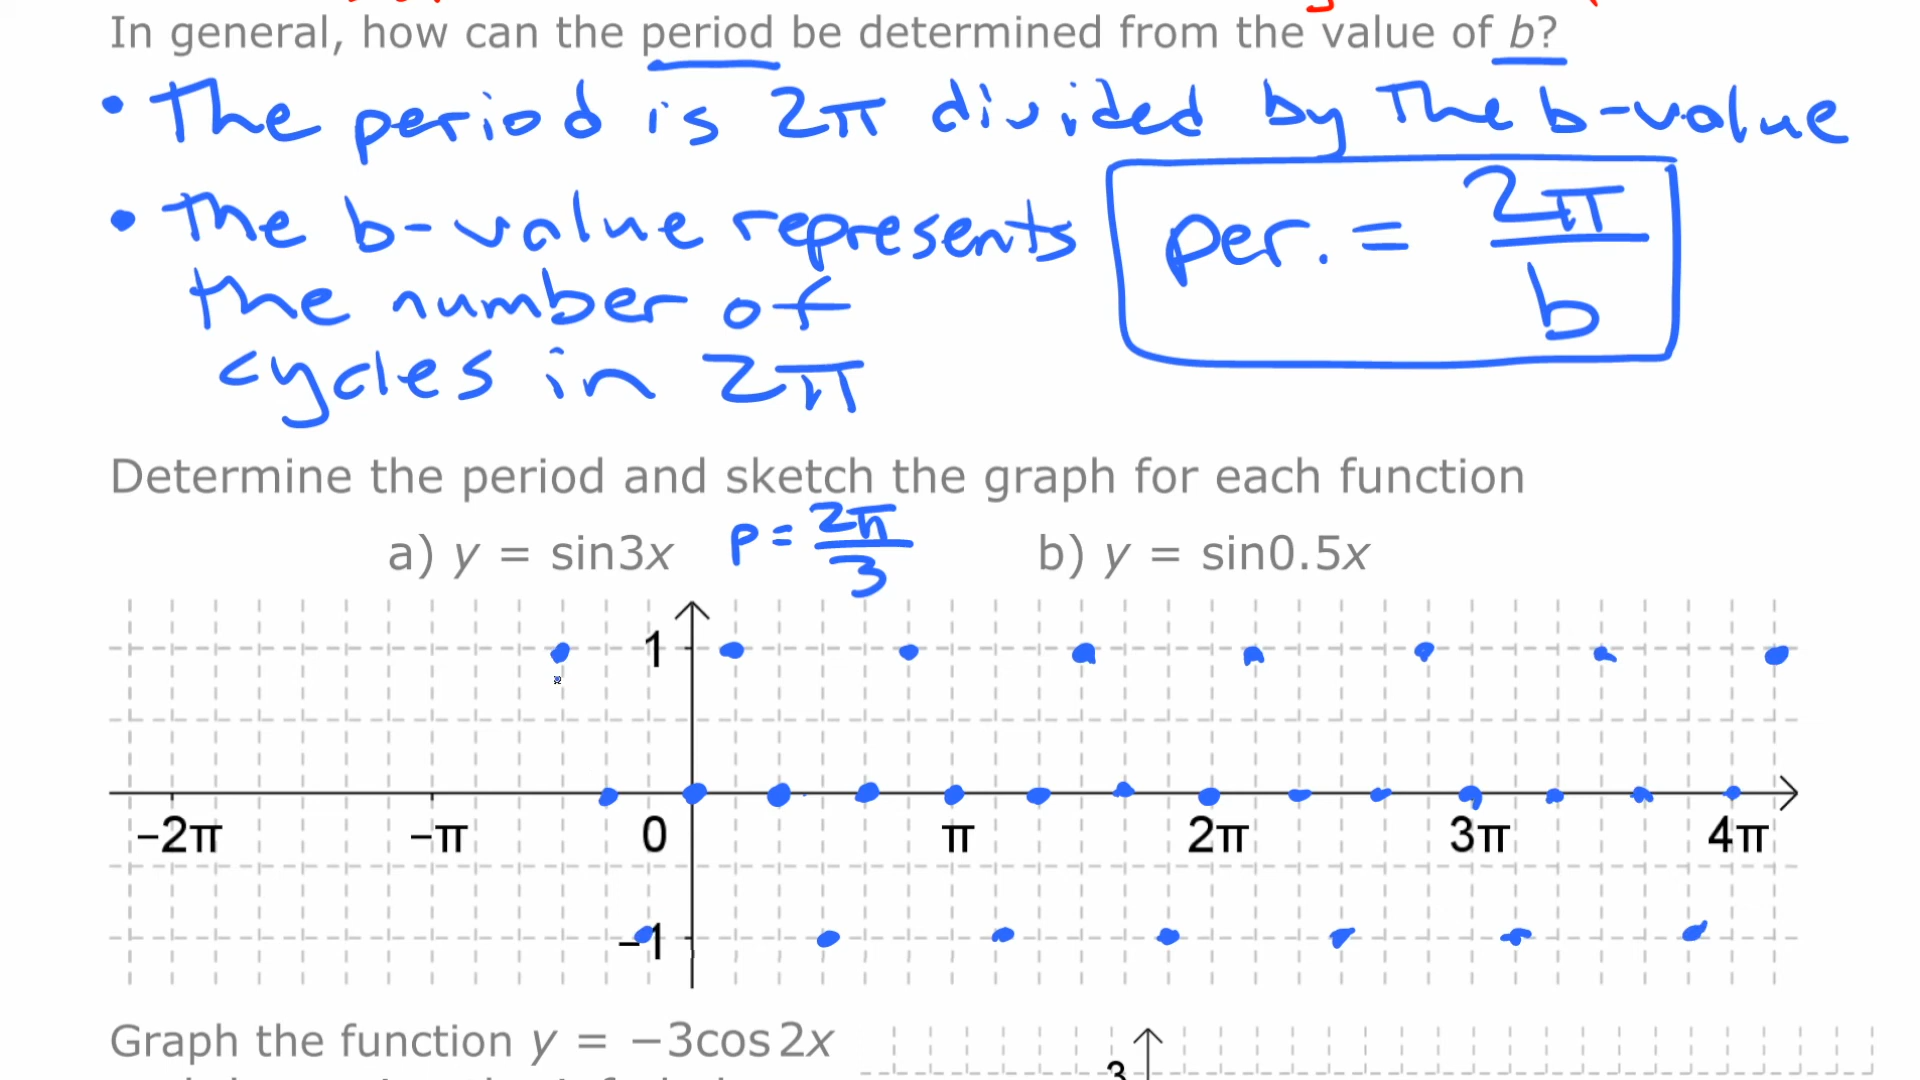 In general, how can the period be determined from the value of b?
• The period is 2π divided by the b-value
• The b-value represents
the number of
cycles in 2π
per. = 2π/b
Determine the period and sketch the graph for each function
a) y = sin3x P = 2π/3 b) y = sin0.5x
1
-2π -π 0 π 2π 3π 4π
-1
Graph the function y = −3cos2x
3